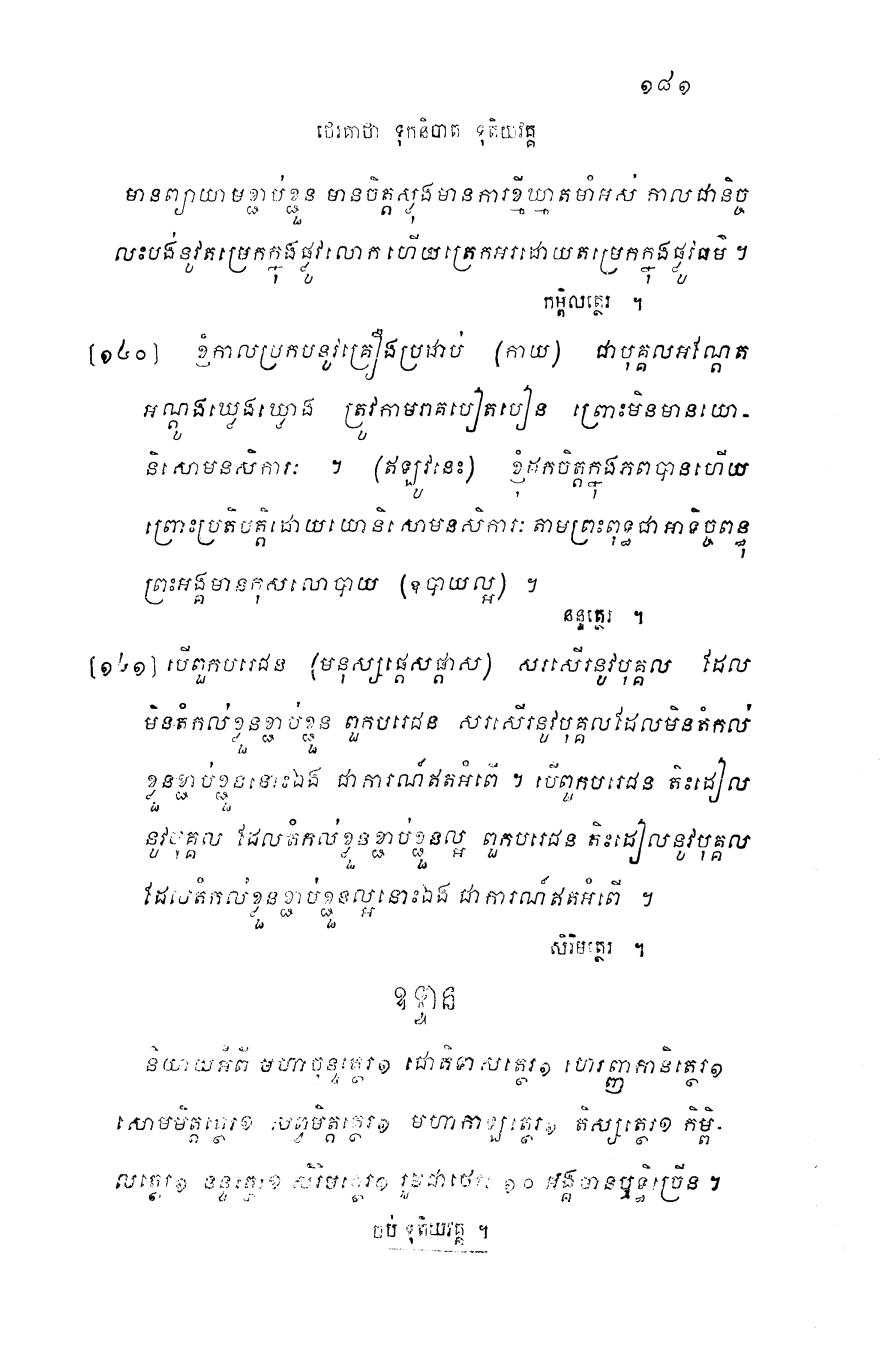 ១៨១
ថេរគាថា ទុកនិបាត ទុតិយវគ្គ
មានព្យាយាមខ្ជាប់ខ្ជួន មានចិត្តស្ងុងមានការខ្មីឃ្មាតមាំអស់ កាលជានិច្ច
លះបង់នូវតម្រេកក្នុងផ្លូវលោក ហើយត្រេកអរដោយតម្រេកក្នុងផ្លូវធម៌ ។
កម្ពិលត្ថេរ ។
[១៤០] ខ្ញុំកាលប្រកបនូវគ្រឿងប្រដាប់ (កាយ) ជាបុគ្គលអណ្តែត
អណ្តូងឃ្វេងឃ្វោង ត្រូវកាមរាគបៀតបៀន ព្រោះមិនមានយោ-
និសោមនសិការៈ ។ (ឥឡូវនេះ) ខ្ញុំដកចិត្តក្នុងភពបានហើយ
ព្រោះប្រតិបត្តិដោយយោនិសោមនសិការៈ តាមព្រះពុទ្ធជាអាទិច្ចពន្ធុ
ព្រះអង្គមានកុសលោបាយ (ឧបាយល្អ) ។
នន្ទត្ថេរ ។
[១៤១] បើពួកបរជន (មនុស្សផ្តេសផ្តាស) សរសើរនូវបុគ្គល ដែល
មិនតំកល់ខ្លួនខ្ជាប់ខ្ជួន ពួកបរជន សរសើរនូវបុគ្គលដែលមិនតំកល់
ខ្លួនខ្ជាប់ខ្ជួននោះឯង ជាការណ៍ឥតអំពើ ។ បើពួកបរជន តិះដៀល
នូវបុគ្គល ដែលតំកល់ខ្លួនខ្ជាប់ខ្ជួនល្អ ពួកបរជន តិះដៀលនូវបុគ្គល
ដែលតំកល់ខ្លួនខ្ជាប់ខ្ជួនល្អនោះឯង ជាការណ៍ឥតអំពើ ។
សិរិមត្ថេរ ។
ឧទ្ទាន
និយាយអំពី មហាចុន្ទត្ថេរ១ ជោតិទាសត្ថេរ១ ហេរញ្ញកានិត្ថេរ១
សោមមិត្តត្ថេរ១ សព្វមិត្តត្ថេរ១ មហាកាឡត្ថេរ១ តិស្សត្ថេរ១ កិម្ពិ-
លត្ថេរ១ នន្ទត្ថេរ១ សិរិមត្ថេរ១ រួមជាថេរ ១០ អង្គមានឫទ្ធិច្រើន ។
ចប់ ទុតិយវគ្គ ។